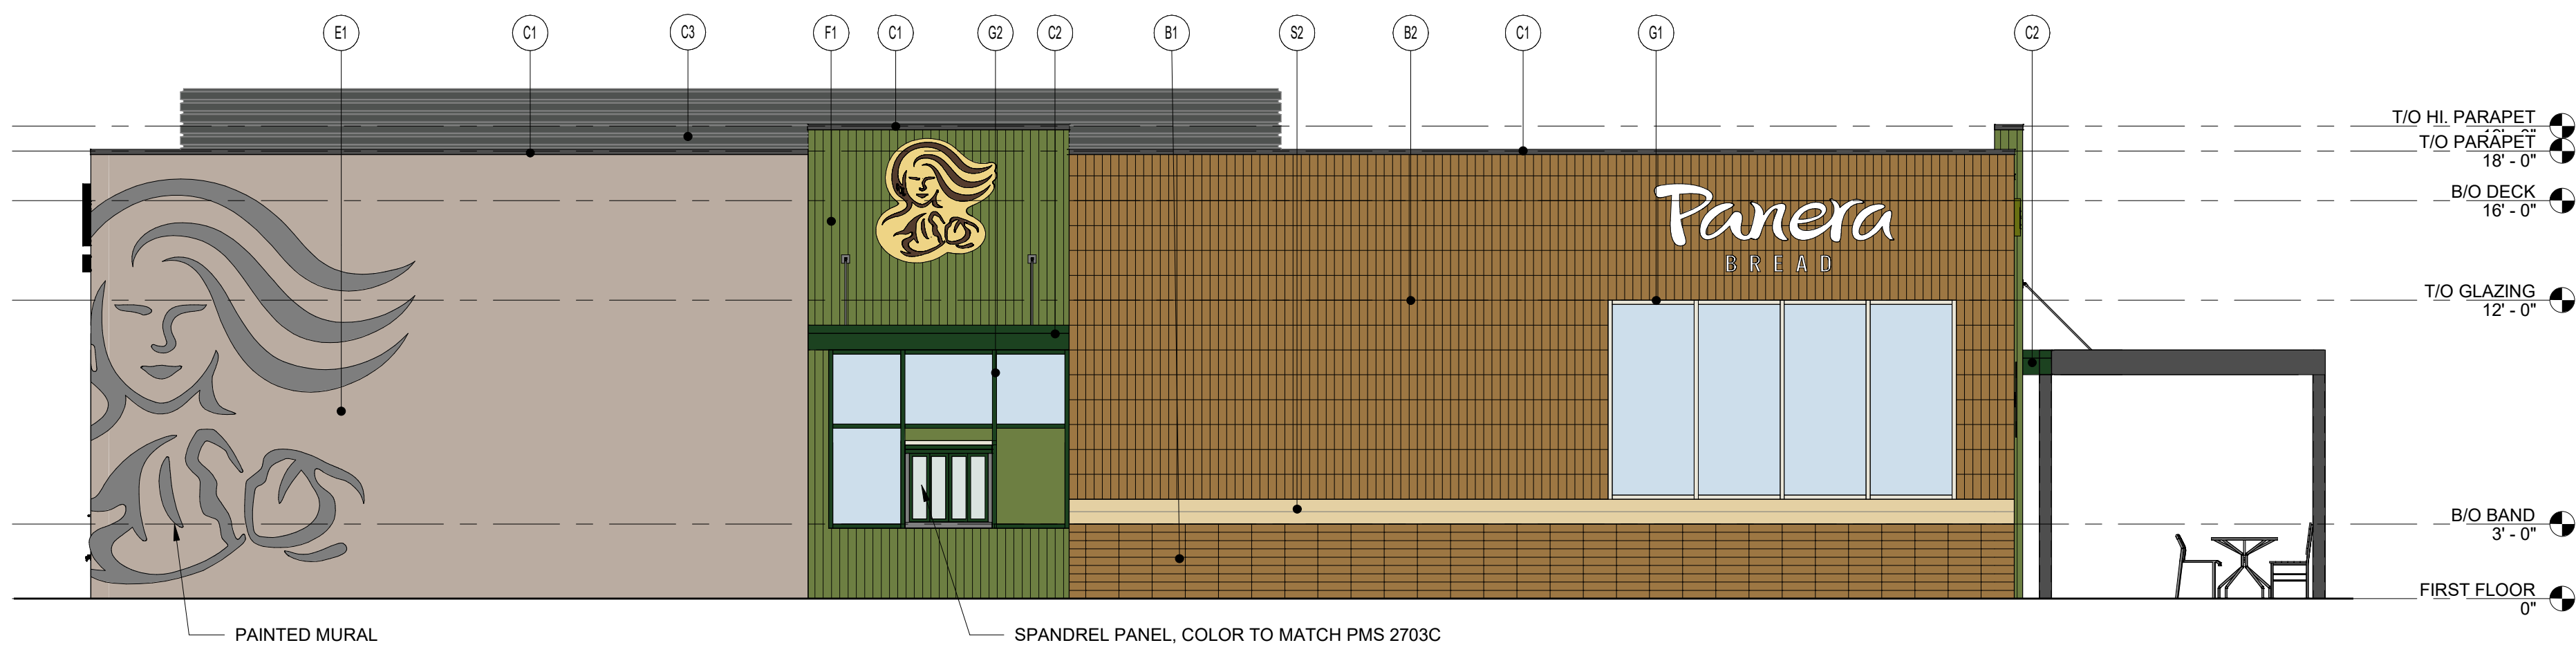 E1 C1 C3 F1 C1 G2 C2 B1 S2 B2 C1 G1 C2
T/O HI. PARAPET
T/O PARAPET
18' - 0"
B/O DECK
16' - 0"
Panera
BREAD
T/O GLAZING
12' - 0"
B/O BAND
3' - 0"
FIRST FLOOR
0"
PAINTED MURAL
SPANDREL PANEL, COLOR TO MATCH PMS 2703C